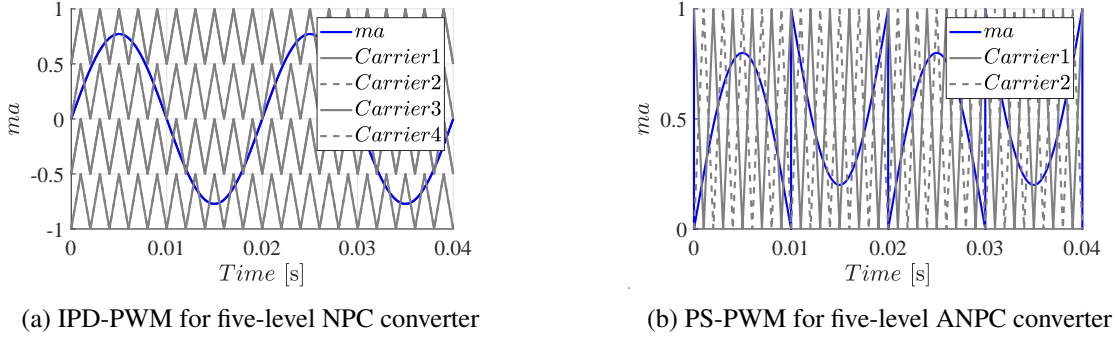 1
0.5
0
-0.5
-1
ma
0 0.01 0.02 0.03 0.04
Time [s]
ma
Carrier1
Carrier2
Carrier3
Carrier4
(a) IPD-PWM for five-level NPC converter
1
0.5
0
ma
0 0.01 0.02 0.03 0.04
Time [s]
ma
Carrier1
Carrier2
(b) PS-PWM for five-level ANPC converter